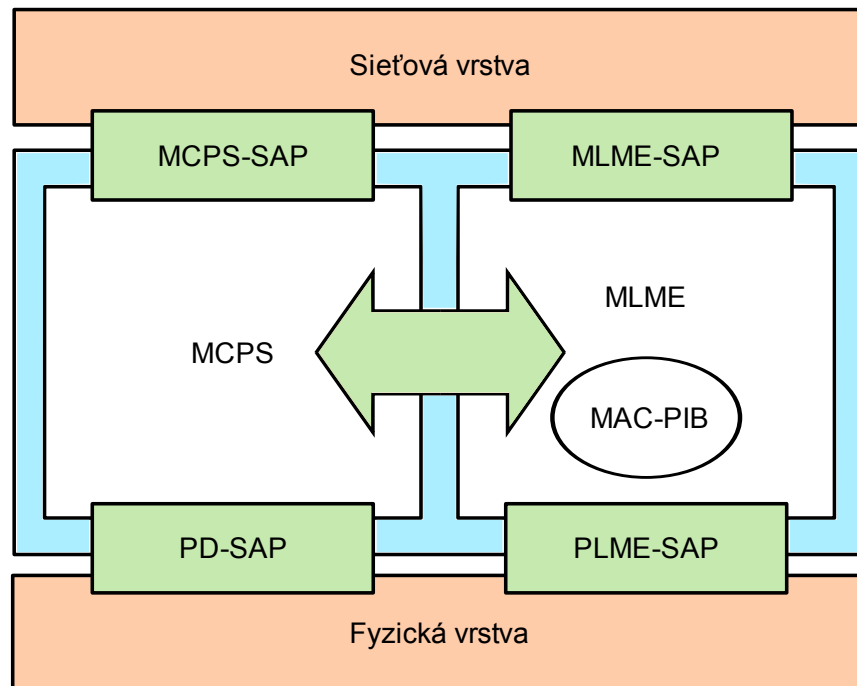 Sieťová vrstva
MCPS-SAP
MLME-SAP
MLME
MCPS
MAC-PIB
PD-SAP
PLME-SAP
Fyzická vrstva